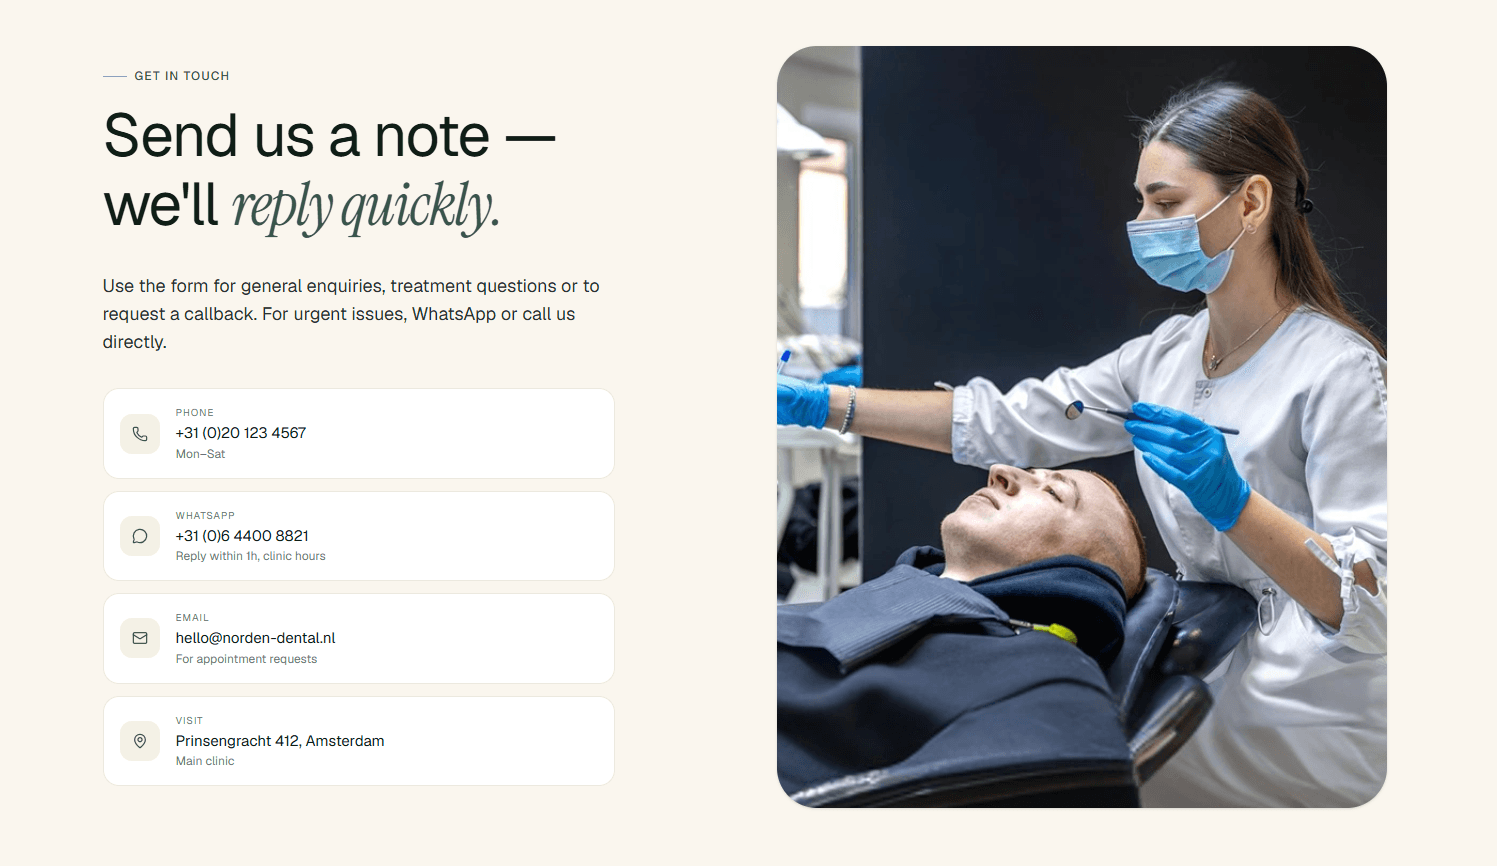 GET IN TOUCH
Send us a note —
we'll reply quickly.
Use the form for general enquiries, treatment questions or to
request a callback. For urgent issues, WhatsApp or call us
directly.
PHONE
+31 (0)20 123 4567
Mon–Sat
WHATSAPP
+31 (0)6 4400 8821
Reply within 1h, clinic hours
EMAIL
hello@norden-dental.nl
For appointment requests
VISIT
Prinsengracht 412, Amsterdam
Main clinic